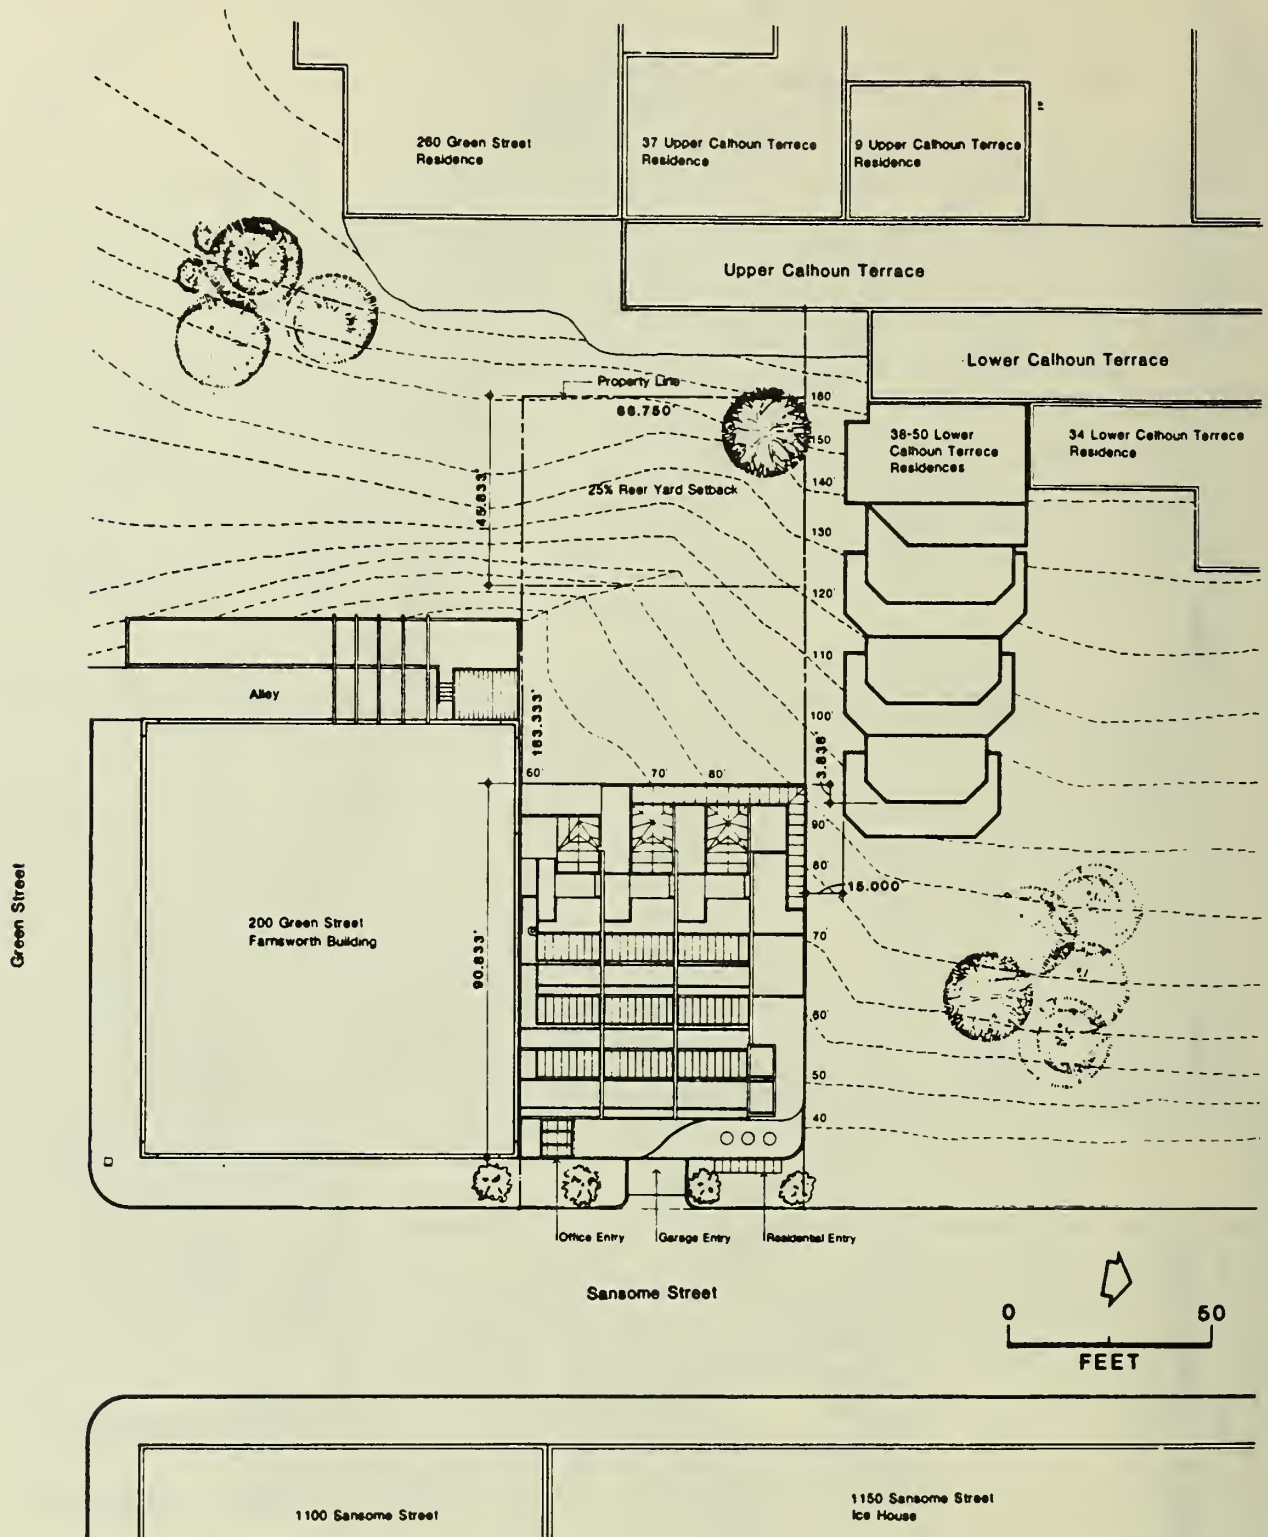 260 Green Street
Residence
37 Upper Calhoun Terrace
Residence
9 Upper Calhoun Terrace
Residence
Upper Calhoun Terrace
Lower Calhoun Terrace
Property Line
66.750'
160
150
38-50 Lower
Calhoun Terrace
Residences
34 Lower Calhoun Terrace
Residence
45.833'
25% Rear Yard Setback
140'
130
120'
110
100'
Alley
183.333'
3.838'
60'
70'
80'
90
80'
15.000
200 Green Street
Farnsworth Building
90.833'
70'
60'
50
40
Green Street
Office Entry
Garage Entry
Residential Entry
Sansome Street
0
50
FEET
1100 Sansome Street
1150 Sansome Street
Ice House